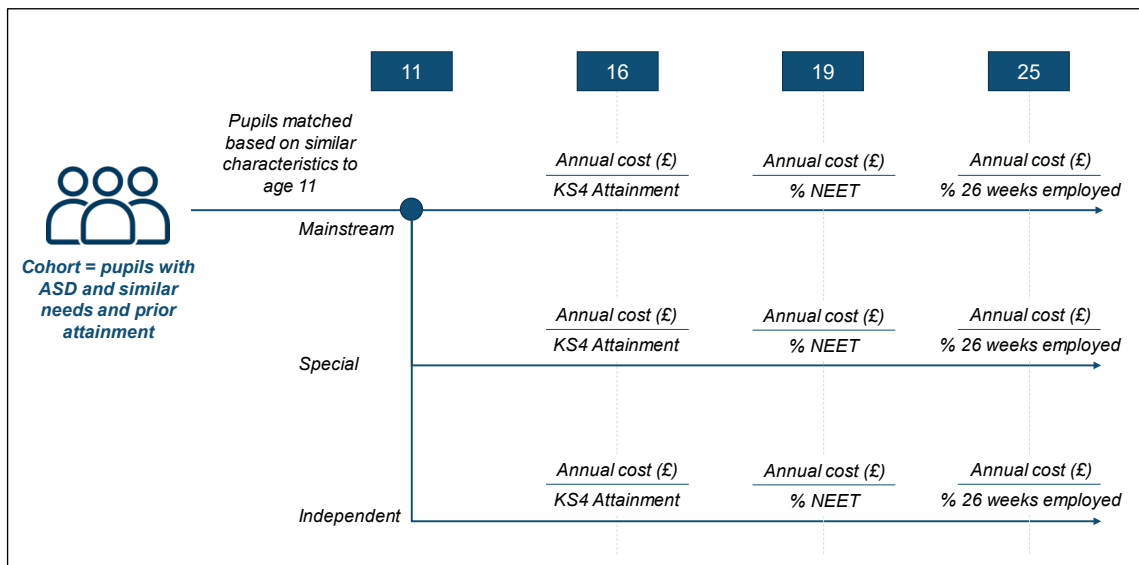 11
16
19
25
Pupils matched
based on similar
characteristics to
age 11
Cohort = pupils with
ASD and similar
needs and prior
attainment
Mainstream
Annual cost (£)
KS4 Attainment
Annual cost (£)
% NEET
Annual cost (£)
% 26 weeks employed
Special
Annual cost (£)
KS4 Attainment
Annual cost (£)
% NEET
Annual cost (£)
% 26 weeks employed
Independent
Annual cost (£)
KS4 Attainment
Annual cost (£)
% NEET
Annual cost (£)
% 26 weeks employed